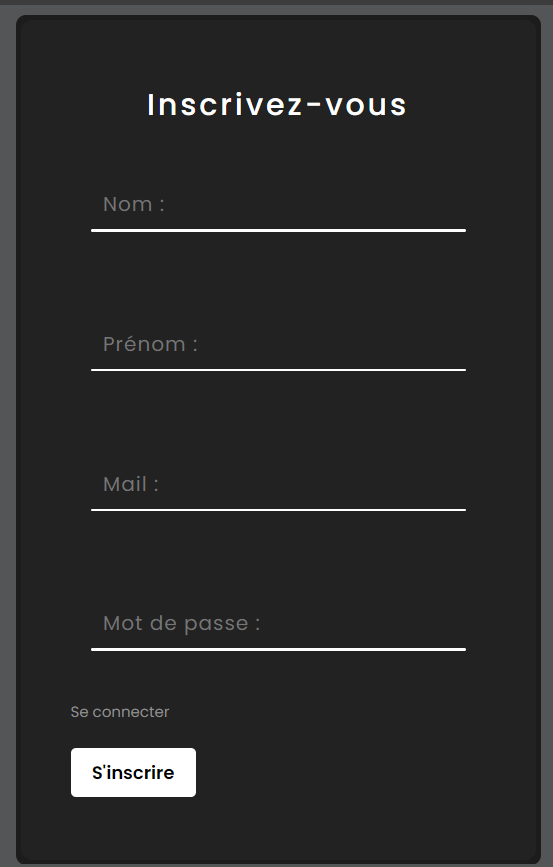 Inscrivez-vous
Nom :
Prénom :
Mail :
Mot de passe :
Se connecter
S'inscrire